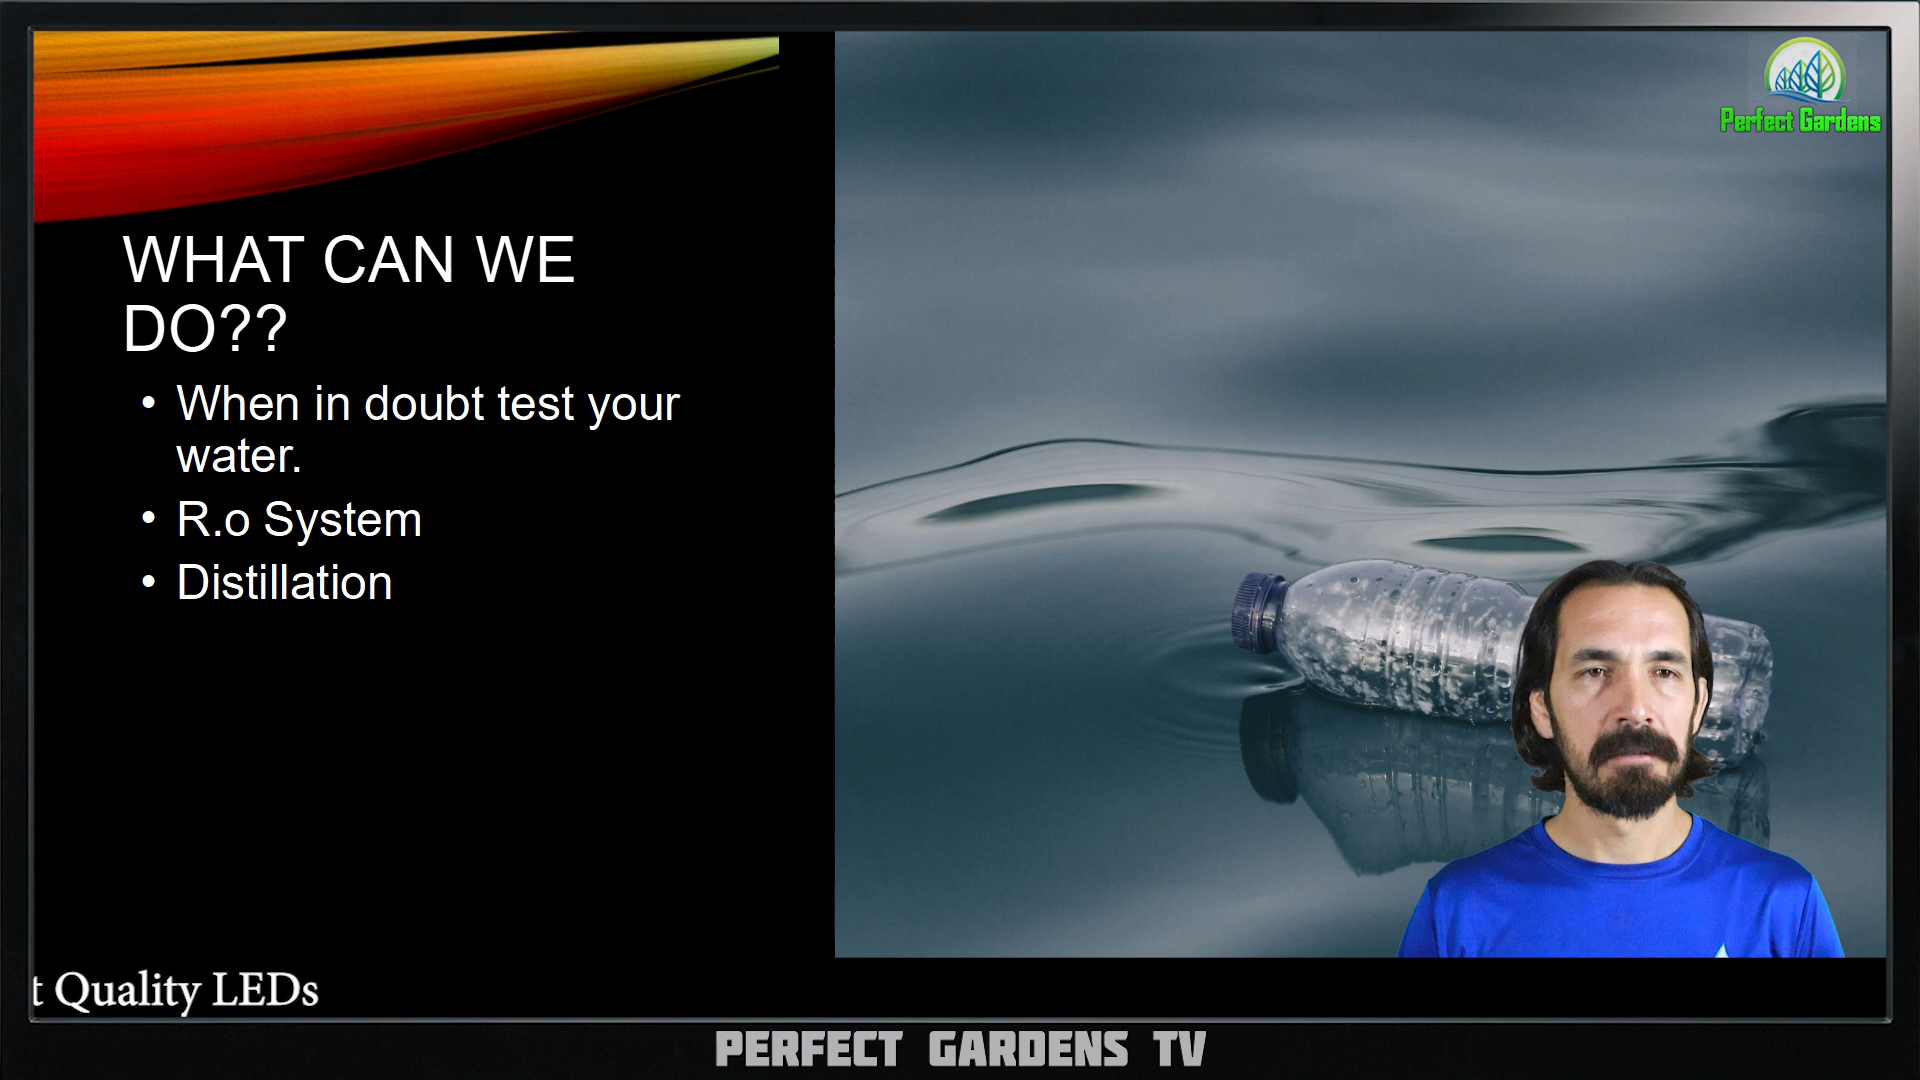 Perfect Gardens
WHAT CAN WE
DO??
• When in doubt test your
water.
• R.o System
• Distillation
t Quality LEDs
PERFECT GARDENS TV